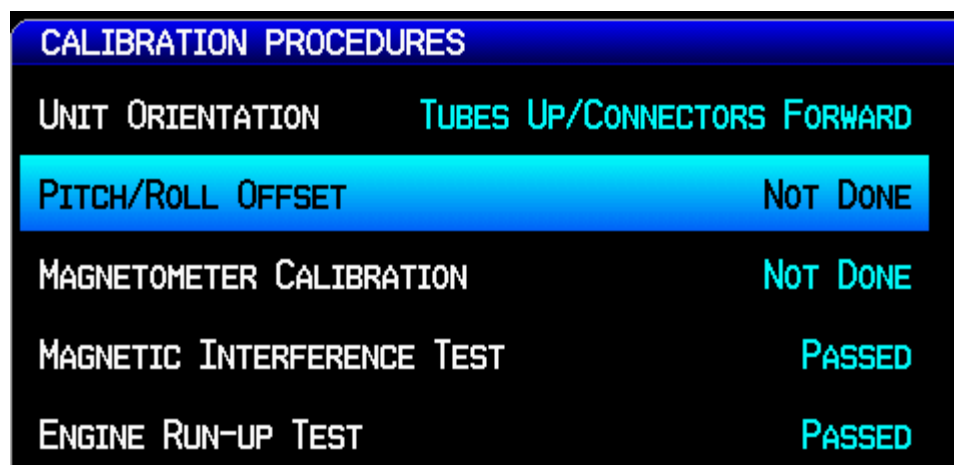 CALIBRATION PROCEDURES
UNIT ORIENTATION TUBES UP/CONNECTORS FORWARD
PITCH/ROLL OFFSET NOT DONE
MAGNETOMETER CALIBRATION NOT DONE
MAGNETIC INTERFERENCE TEST PASSED
ENGINE RUN-UP TEST PASSED